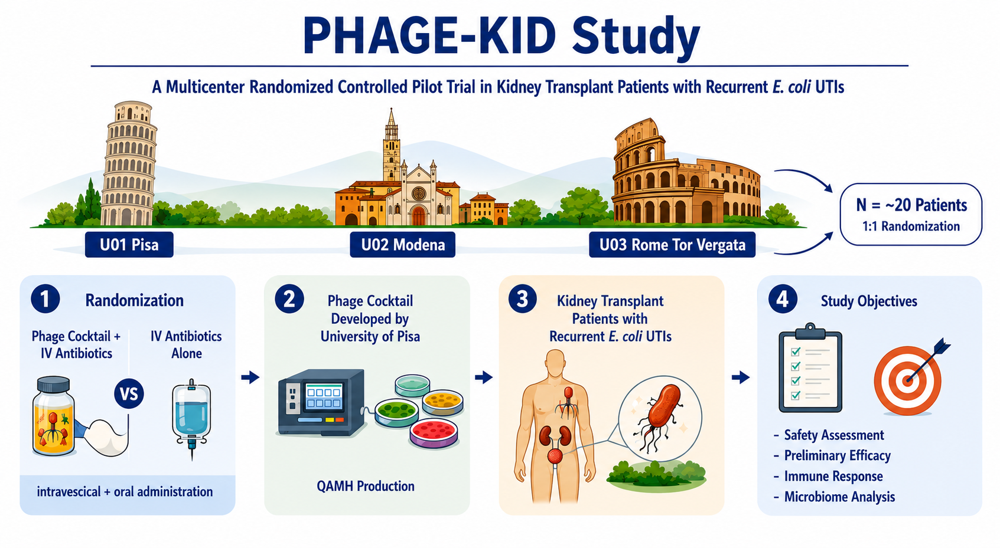 PHAGE-KID Study
A Multicenter Randomized Controlled Pilot Trial in Kidney Transplant Patients with Recurrent E. coli UTIs
U01 Pisa
U02 Modena
U03 Rome Tor Vergata
N = ~20 Patients
1:1 Randomization
1
Randomization
Phage Cocktail +
IV Antibiotics
VS
IV Antibiotics
Alone
intravescical + oral administration
2
Phage Cocktail
Developed by
University of Pisa
QAMH Production
3
Kidney Transplant
Patients with
Recurrent E. coli UTIs
4
Study Objectives
- Safety Assessment
- Preliminary Efficacy
- Immune Response
- Microbiome Analysis